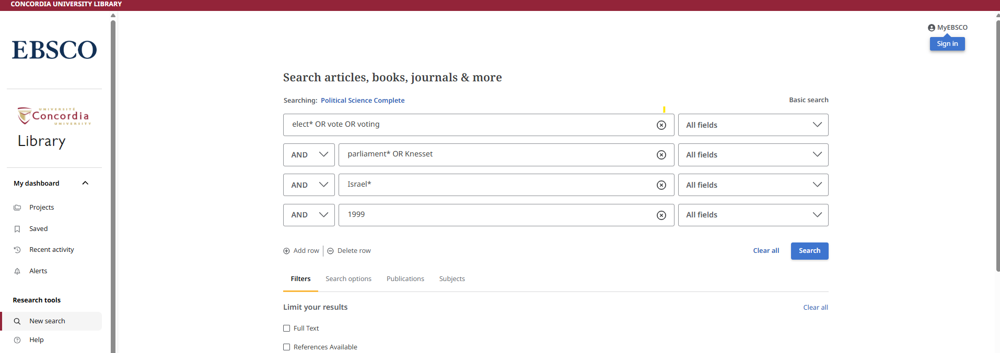 CONCORDIA UNIVERSITY LIBRARY
EBSCO
UNIVERSITÉ
Concordia
UNIVERSITY
Library
My dashboard
Projects
Saved
Recent activity
Alerts
Research tools
New search
Help
MyEBSCO
Sign in
Search articles, books, journals & more
Searching: Political Science Complete
Basic search
elect* OR vote OR voting
All fields
AND
parliament* OR Knesset
All fields
AND
Israel*
All fields
AND
1999
All fields
Add row
Delete row
Clear all
Search
Filters
Search options
Publications
Subjects
Limit your results
Clear all
Full Text
References Available